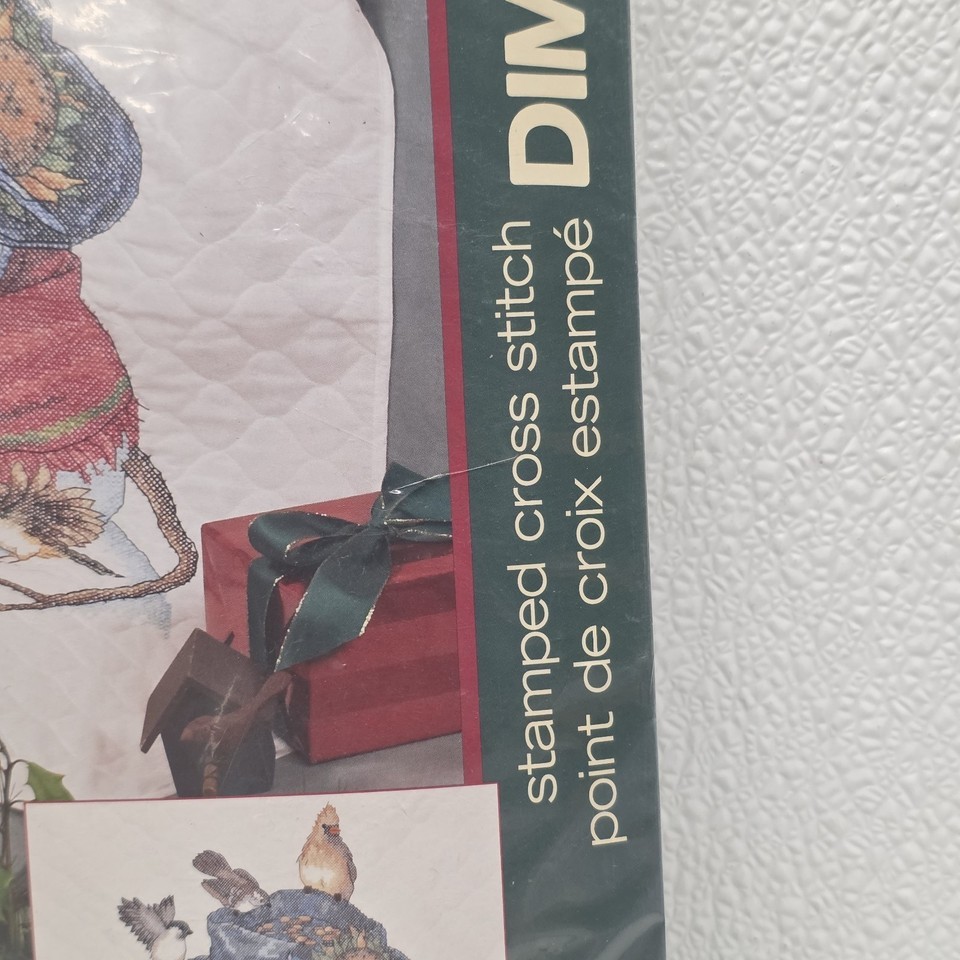 DIM
stamped cross stitch
point de croix estampé